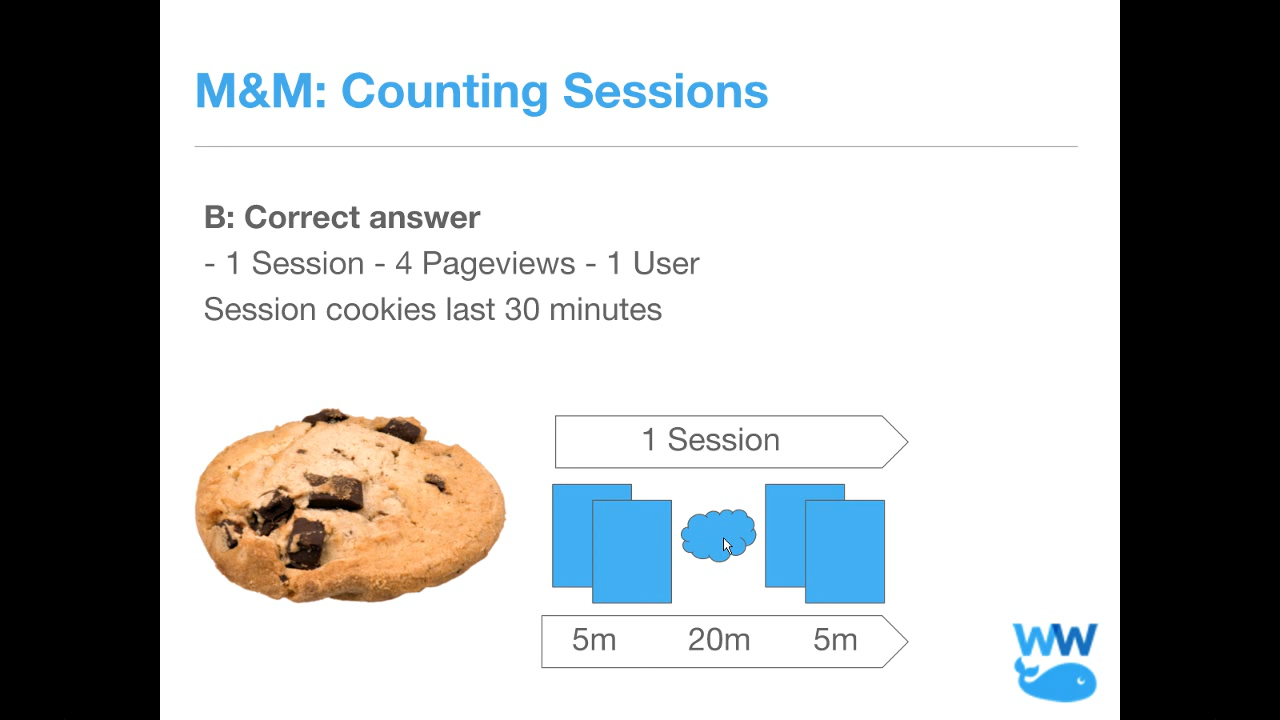 M&M: Counting Sessions
B: Correct answer
- 1 Session - 4 Pageviews - 1 User
Session cookies last 30 minutes
1 Session
5m 20m 5m
WW